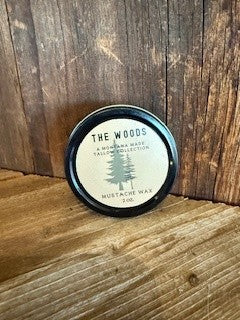 THE WOODS
A MONTANA MADE
TALLOW COLLECTION
MUSTACHE WAX
2 OZ.